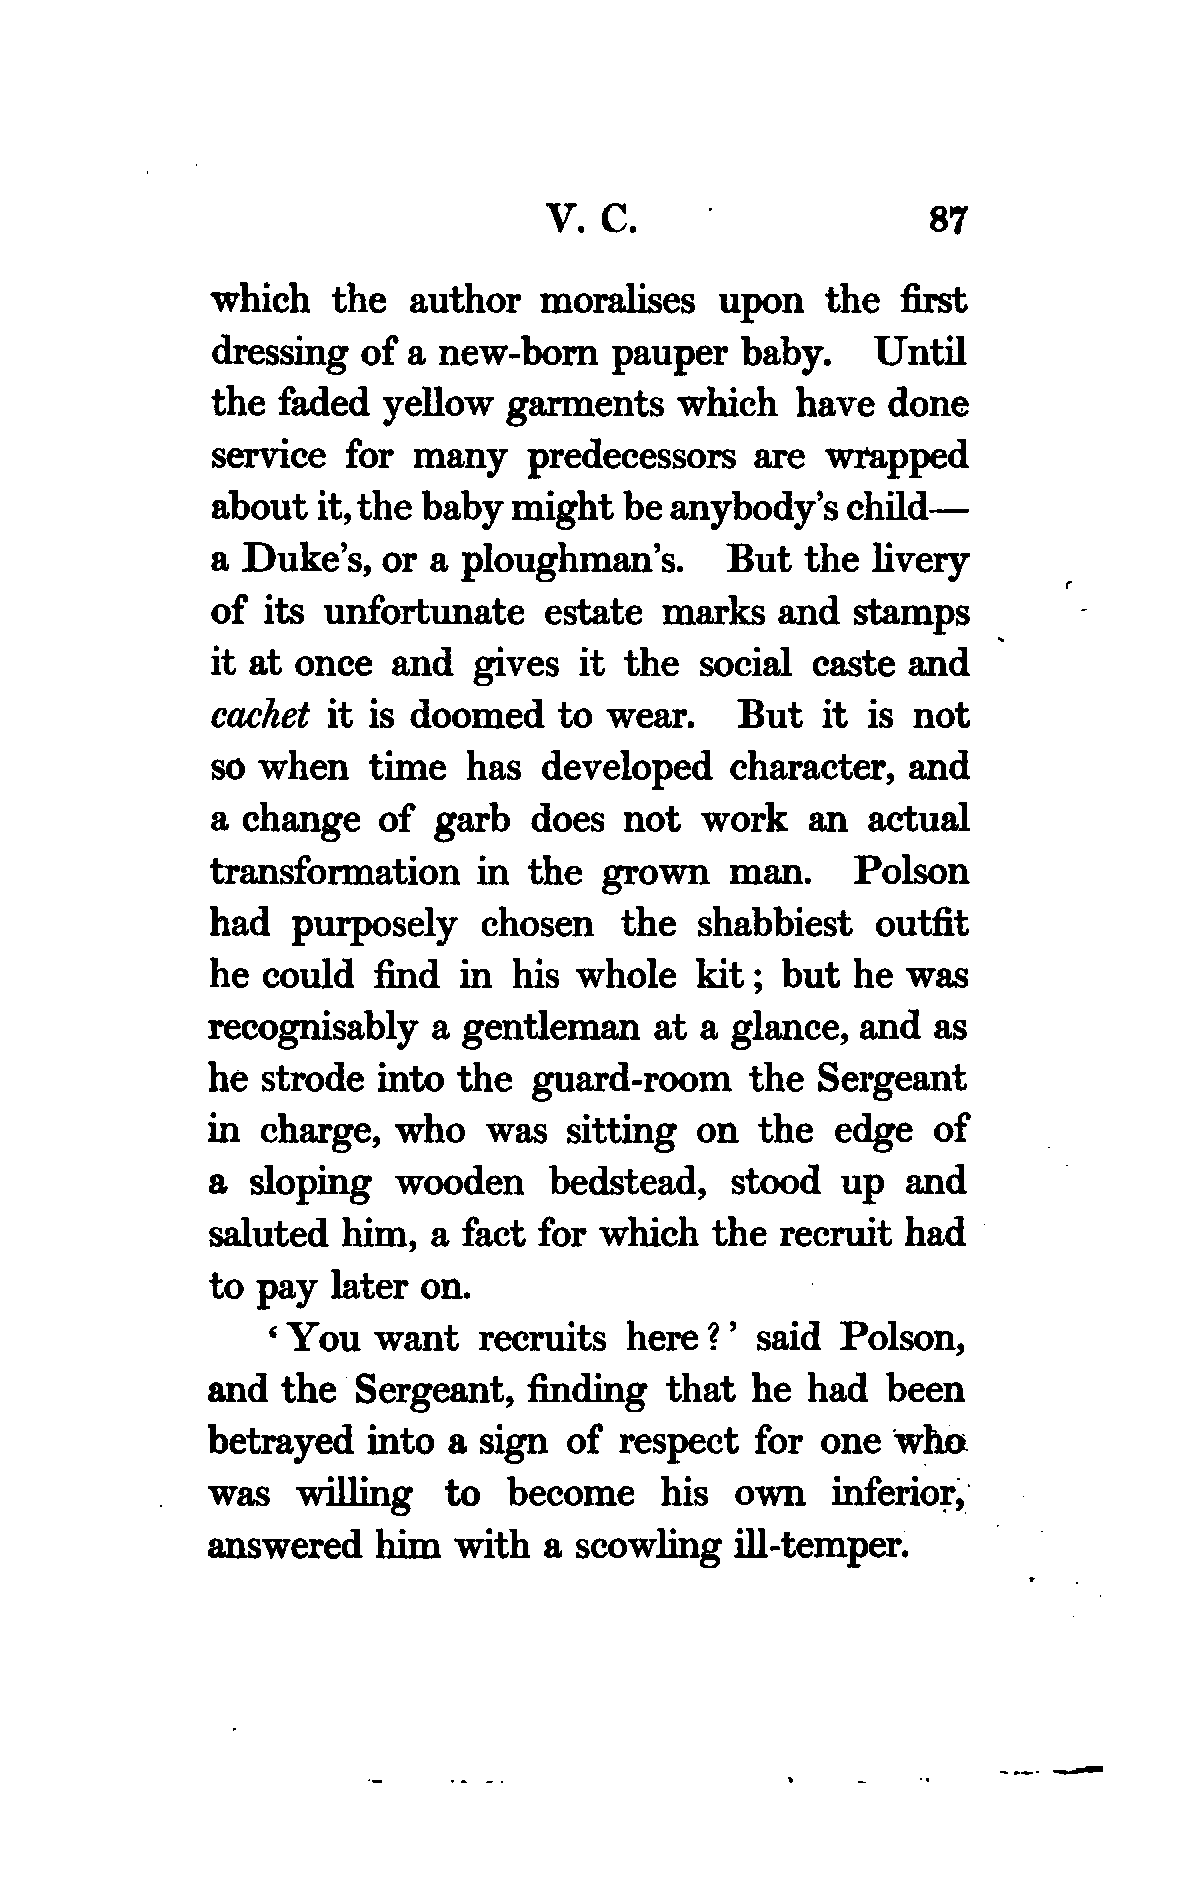 V. C. 87
which the author moralises upon the first
dressing of a new-born pauper baby. Until
the faded yellow garments which have done
service for many predecessors are wrapped
about it, the baby might be anybody's child—
a Duke's, or a ploughman's. But the livery
of its unfortunate estate marks and stamps
it at once and gives it the social caste and
cachet it is doomed to wear. But it is not
so when time has developed character, and
a change of garb does not work an actual
transformation in the grown man. Polson
had purposely chosen the shabbiest outfit
he could find in his whole kit; but he was
recognisably a gentleman at a glance, and as
he strode into the guard-room the Sergeant
in charge, who was sitting on the edge of
a sloping wooden bedstead, stood up and
saluted him, a fact for which the recruit had
to pay later on.
‘You want recruits here?’ said Polson,
and the Sergeant, finding that he had been
betrayed into a sign of respect for one who
was willing to become his own inferior,
answered him with a scowling ill-temper.